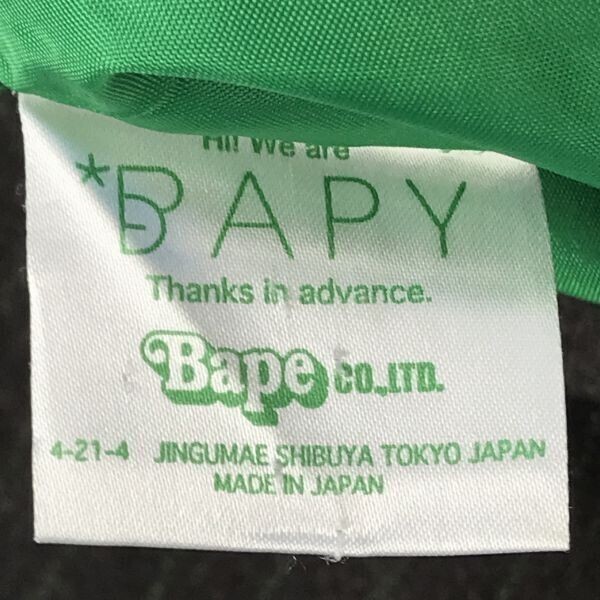 Hi! We are
*BAPY
Thanks in advance.
Bape CO.,LTD.
4-21-4 JINGUMAE SHIBUYA TOKYO JAPAN
MADE IN JAPAN